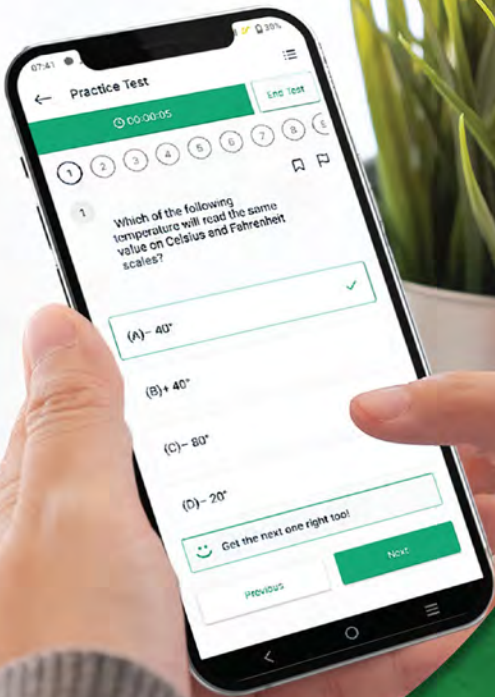 07:41 39%
← Practice Test
00:00:05 End Test
1 2 3 4 5 6 7 8
1 Which of the following
temperature will read the same
value on Celsius and Fahrenheit
scales?
(A)– 40°
(B)+ 40°
(C)– 80°
(D)– 20°
Get the next one right too!
Previous Next